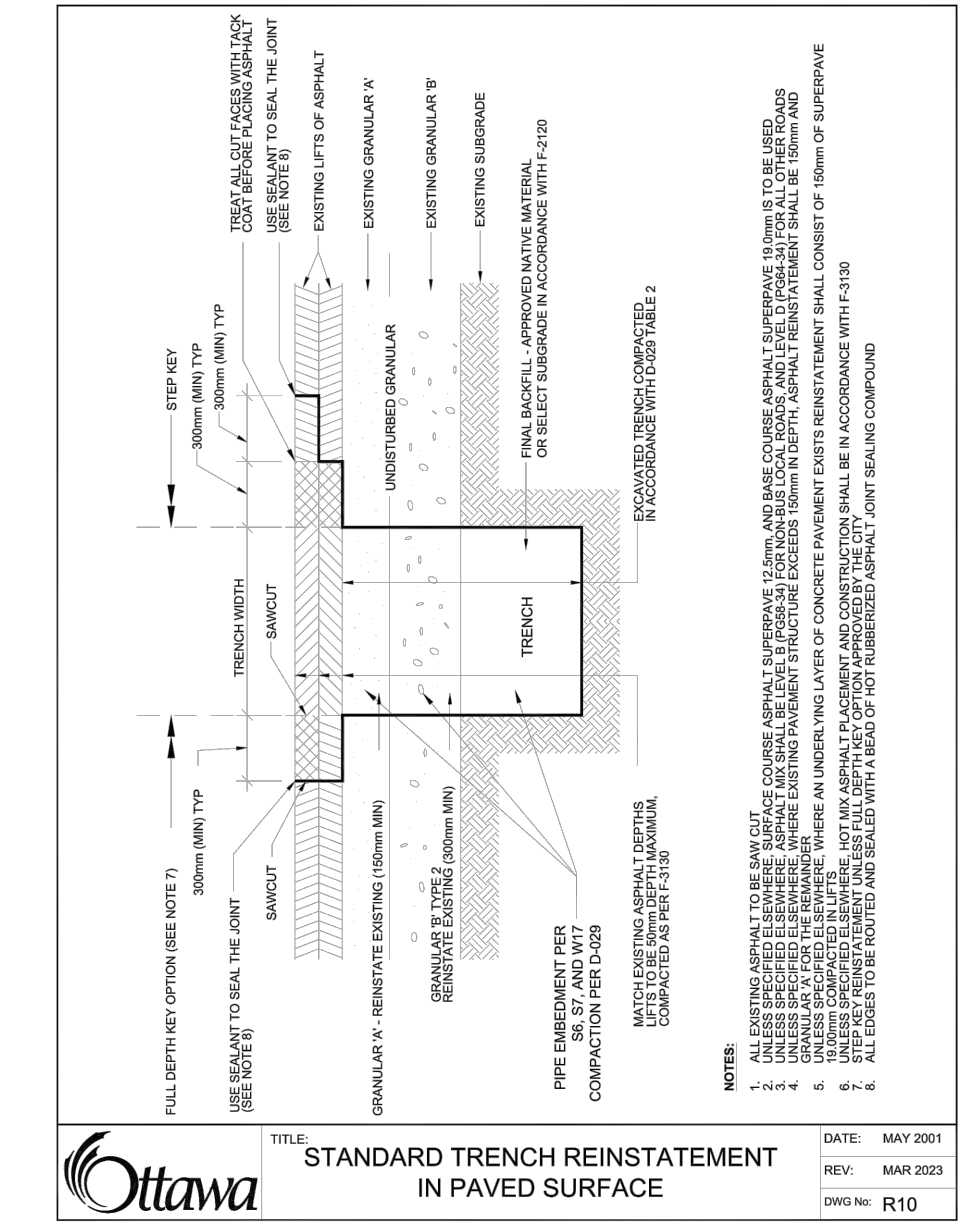 TREAT ALL CUT FACES WITH TACK
COAT BEFORE PLACING ASPHALT
USE SEALANT TO SEAL THE JOINT
(SEE NOTE 8)
EXISTING LIFTS OF ASPHALT
EXISTING GRANULAR 'A'
EXISTING GRANULAR 'B'
EXISTING SUBGRADE
STEP KEY
300mm (MIN) TYP
300mm (MIN) TYP
UNDISTURBED GRANULAR
FINAL BACKFILL - APPROVED NATIVE MATERIAL
OR SELECT SUBGRADE IN ACCORDANCE WITH F-2120
EXCAVATED TRENCH COMPACTED
IN ACCORDANCE WITH D-029 TABLE 2
TRENCH WIDTH
SAWCUT
TRENCH
FULL DEPTH KEY OPTION (SEE NOTE 7)
300mm (MIN) TYP
USE SEALANT TO SEAL THE JOINT
(SEE NOTE 8)
SAWCUT
GRANULAR 'A' - REINSTATE EXISTING (150mm MIN)
GRANULAR 'B' TYPE 2
REINSTATE EXISTING (300mm MIN)
PIPE EMBEDMENT PER
S6, S7, AND W17
COMPACTION PER D-029
MATCH EXISTING ASPHALT DEPTHS
LIFTS TO BE 50mm DEPTH MAXIMUM,
COMPACTED AS PER F-3130
NOTES:
1. ALL EXISTING ASPHALT TO BE SAW CUT
2. UNLESS SPECIFIED ELSEWHERE, SURFACE COURSE ASPHALT SUPERPAVE 12.5mm, AND BASE COURSE ASPHALT SUPERPAVE 19.0mm IS TO BE USED
3. UNLESS SPECIFIED ELSEWHERE, ASPHALT MIX SHALL BE LEVEL B (PG58-34) FOR NON-BUS LOCAL ROADS, AND LEVEL D (PG64-34) FOR ALL OTHER ROADS
4. UNLESS SPECIFIED ELSEWHERE, WHERE EXISTING PAVEMENT STRUCTURE EXCEEDS 150mm IN DEPTH, ASPHALT REINSTATEMENT SHALL BE 150mm AND
GRANULAR 'A' FOR THE REMAINDER
5. UNLESS SPECIFIED ELSEWHERE, WHERE AN UNDERLYING LAYER OF CONCRETE PAVEMENT EXISTS REINSTATEMENT SHALL CONSIST OF 150mm OF SUPERPAVE
19.00mm COMPACTED IN LIFTS
6. UNLESS SPECIFIED ELSEWHERE, HOT MIX ASPHALT PLACEMENT AND CONSTRUCTION SHALL BE IN ACCORDANCE WITH F-3130
7. STEP KEY REINSTATEMENT UNLESS FULL DEPTH KEY OPTION APPROVED BY THE CITY
8. ALL EDGES TO BE ROUTED AND SEALED WITH A BEAD OF HOT RUBBERIZED ASPHALT JOINT SEALING COMPOUND
Ottawa
TITLE:
STANDARD TRENCH REINSTATEMENT
IN PAVED SURFACE
DATE: MAY 2001
REV: MAR 2023
DWG No: R10